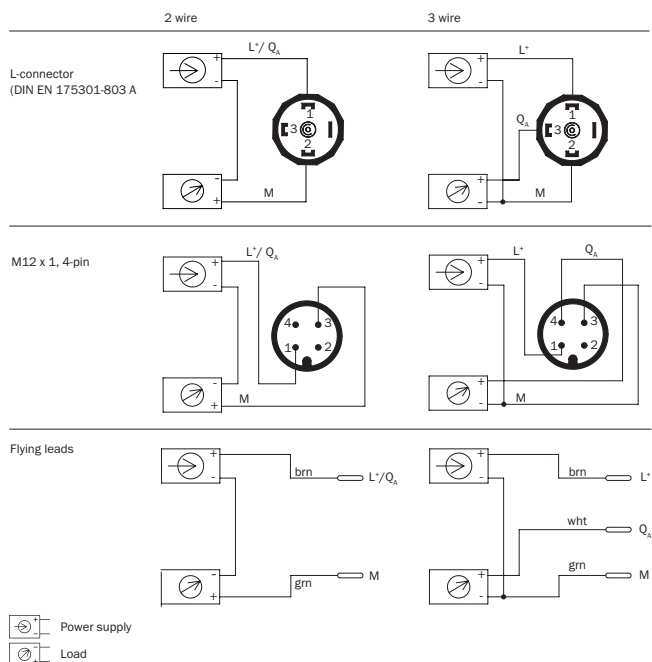 2 wire
3 wire
L-connector
(DIN EN 175301-803 A
L+/ QA
+
-
1
3
2
-
+
M
L+
+
-
1
QA
3
2
+
-
M
M12 x 1, 4-pin
L+/ QA
+
-
4 3
1 2
-
+
M
L+
QA
+
-
4 3
1 2
+
-
M
Flying leads
+
-
brn L+/QA
-
+
grn M
+
-
brn L+
wht QA
+
-
grn M
+
-
Power supply
-
+
Load